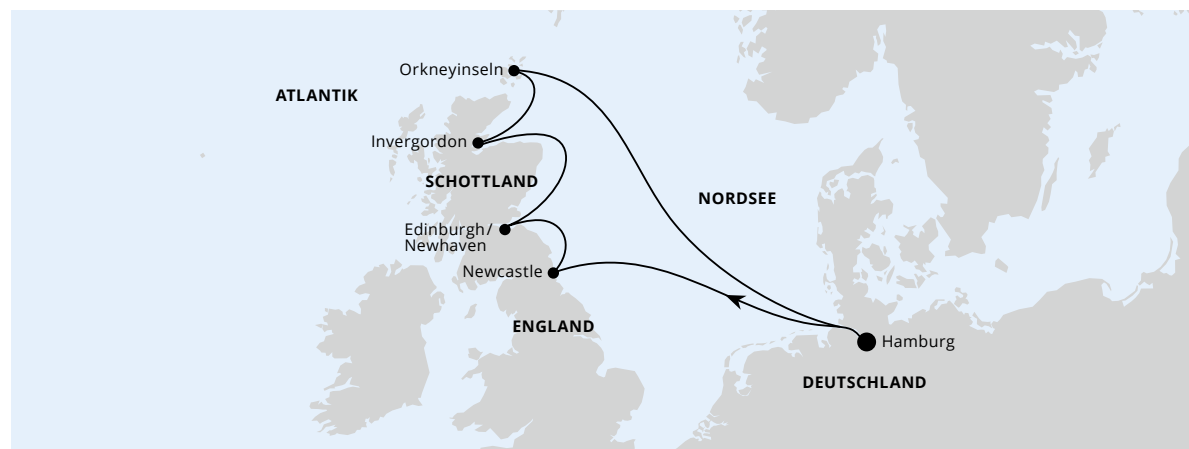 Orkneyinseln
ATLANTIK
Invergordon
SCHOTTLAND
NORDSEE
Edinburgh/
Newhaven
Newcastle
ENGLAND
Hamburg
DEUTSCHLAND